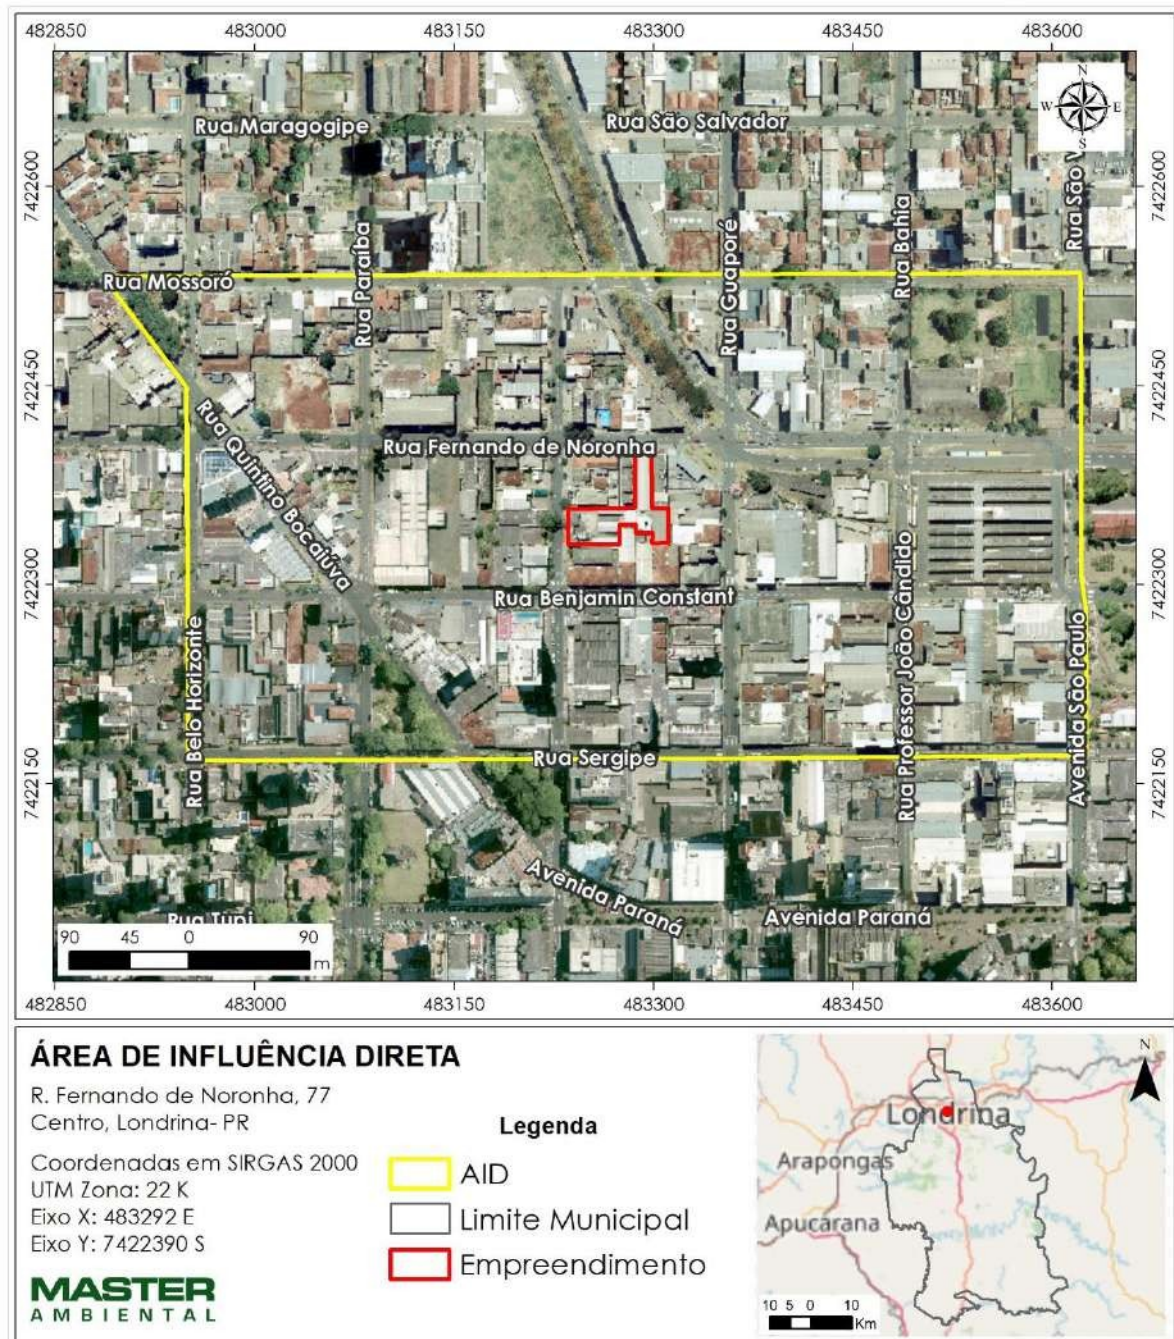 482850 483000 483150 483300 483450 483600
N
W E
S
Rua Maragogipe
Rua São Salvador
7422600
7422600
Rua São
Rua Paraíba
Rua Guaporé
Rua Bahia
Rua Mossoró
7422450
7422450
Rua Quintino Bocaiúva
Rua Fernando de Noronha
7422300
7422300
Rua Benjamin Constant
Rua Professor João Cândido
Rua Belo Horizonte
Avenida São Paulo
Rua Sergipe
7422150
7422150
Avenida Paraná
Avenida Paraná
Rua Tupi
90 45 0 90
m
482850 483000 483150 483300 483450 483600
ÁREA DE INFLUÊNCIA DIRETA
R. Fernando de Noronha, 77
Centro, Londrina- PR
Coordenadas em SIRGAS 2000
UTM Zona: 22 K
Eixo X: 483292 E
Eixo Y: 7422390 S
MASTER
AMBIENTAL
Legenda
AID
Limite Municipal
Empreendimento
N
Londrina
Arapongas
Apucarana
10 5 0 10
Km